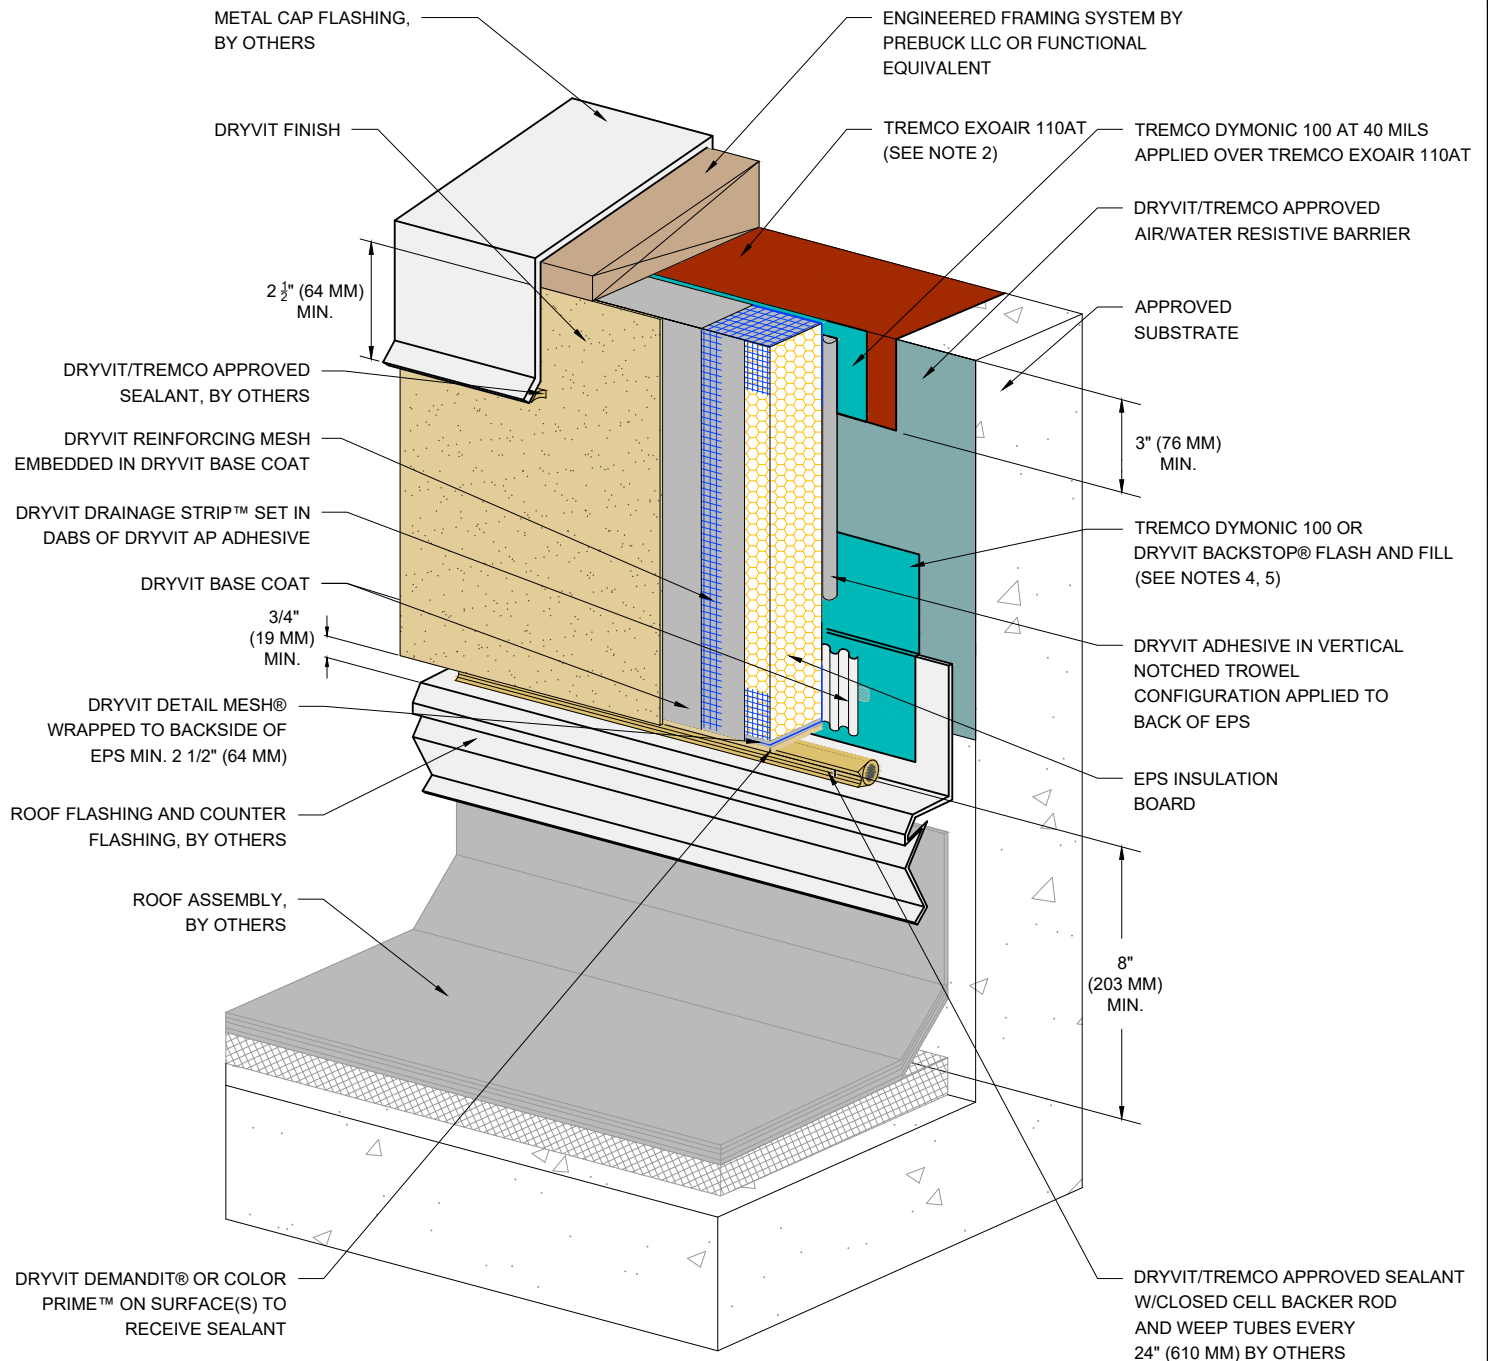 METAL CAP FLASHING,
BY OTHERS
ENGINEERED FRAMING SYSTEM BY
PREBUCK LLC OR FUNCTIONAL
EQUIVALENT
DRYVIT FINISH
TREMCO EXOAIR 110AT
(SEE NOTE 2)
TREMCO DYMONIC 100 AT 40 MILS
APPLIED OVER TREMCO EXOAIR 110AT
DRYVIT/TREMCO APPROVED
AIR/WATER RESISTIVE BARRIER
2 ½" (64 MM)
MIN.
APPROVED
SUBSTRATE
DRYVIT/TREMCO APPROVED
SEALANT, BY OTHERS
DRYVIT REINFORCING MESH
EMBEDDED IN DRYVIT BASE COAT
3" (76 MM)
MIN.
DRYVIT DRAINAGE STRIP™ SET IN
DABS OF DRYVIT AP ADHESIVE
TREMCO DYMONIC 100 OR
DRYVIT BACKSTOP® FLASH AND FILL
(SEE NOTES 4, 5)
DRYVIT BASE COAT
3/4"
(19 MM)
MIN.
DRYVIT ADHESIVE IN VERTICAL
NOTCHED TROWEL
CONFIGURATION APPLIED TO
BACK OF EPS
DRYVIT DETAIL MESH®
WRAPPED TO BACKSIDE OF
EPS MIN. 2 1/2" (64 MM)
EPS INSULATION
BOARD
ROOF FLASHING AND COUNTER
FLASHING, BY OTHERS
ROOF ASSEMBLY,
BY OTHERS
8"
(203 MM)
MIN.
DRYVIT DEMANDIT® OR COLOR
PRIME™ ON SURFACE(S) TO
RECEIVE SEALANT
DRYVIT/TREMCO APPROVED SEALANT
W/CLOSED CELL BACKER ROD
AND WEEP TUBES EVERY
24" (610 MM) BY OTHERS